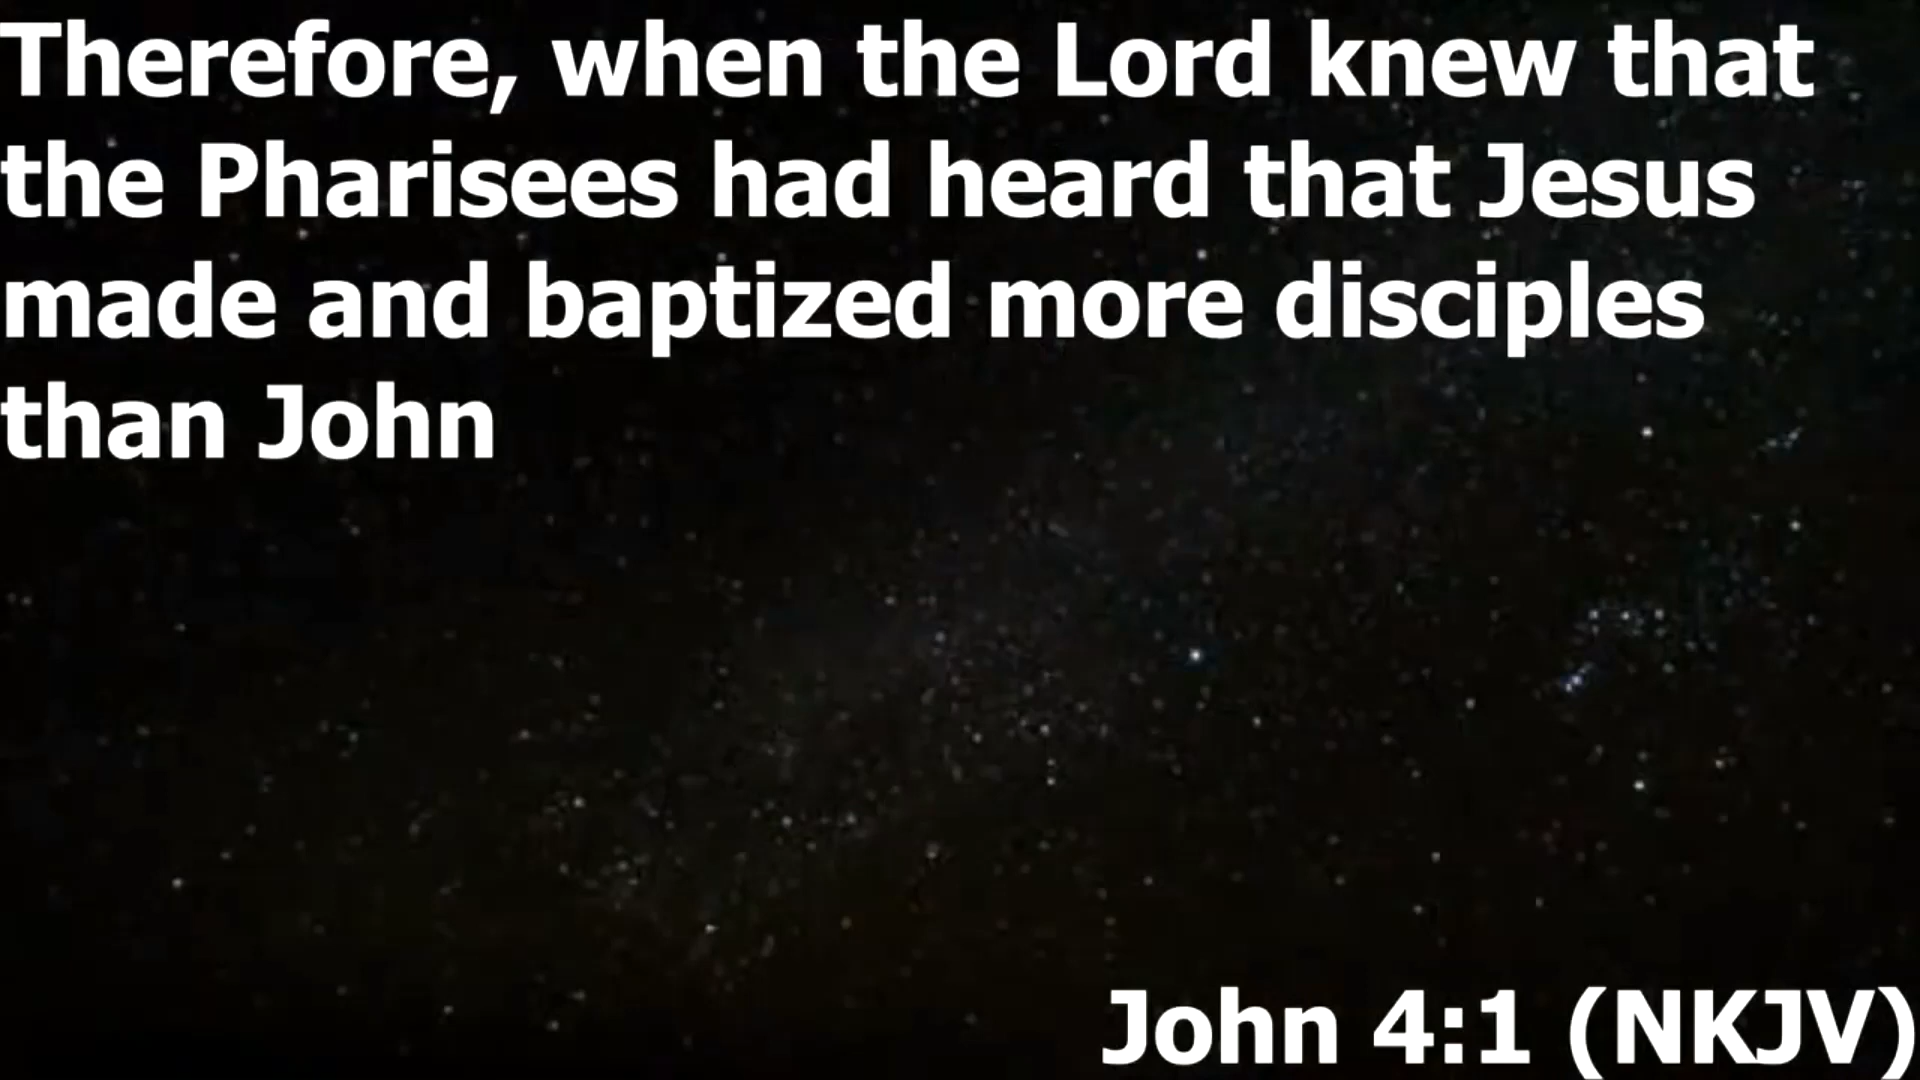 Therefore, when the Lord knew that
the Pharisees had heard that Jesus
made and baptized more disciples
than John
John 4:1 (NKJV)